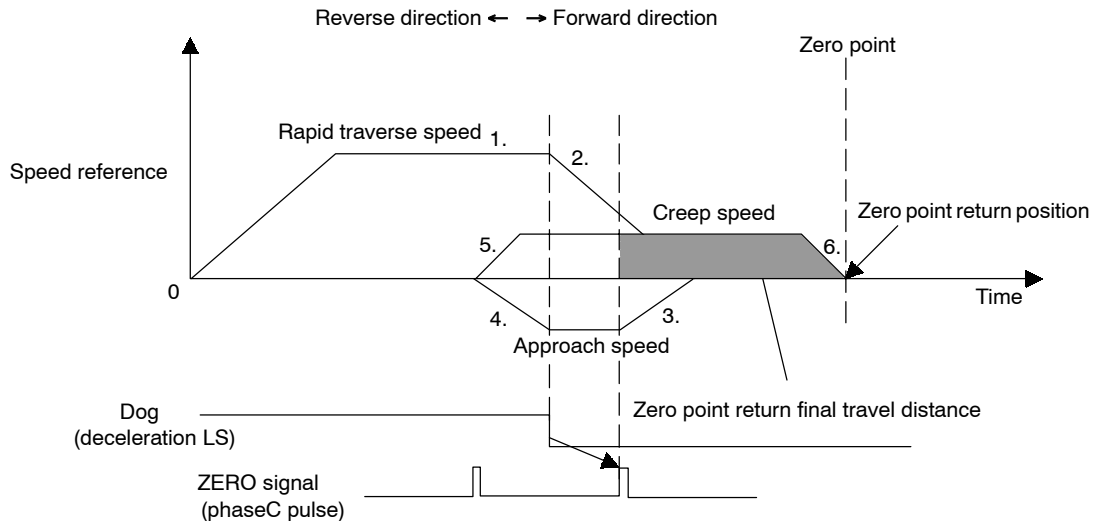 Reverse direction ← → Forward direction
Zero point
Rapid traverse speed 1.
2.
Speed reference
Creep speed
Zero point return position
5.
6.
0
Time
4.
3.
Approach speed
Dog
(deceleration LS)
Zero point return final travel distance
ZERO signal
(phaseC pulse)